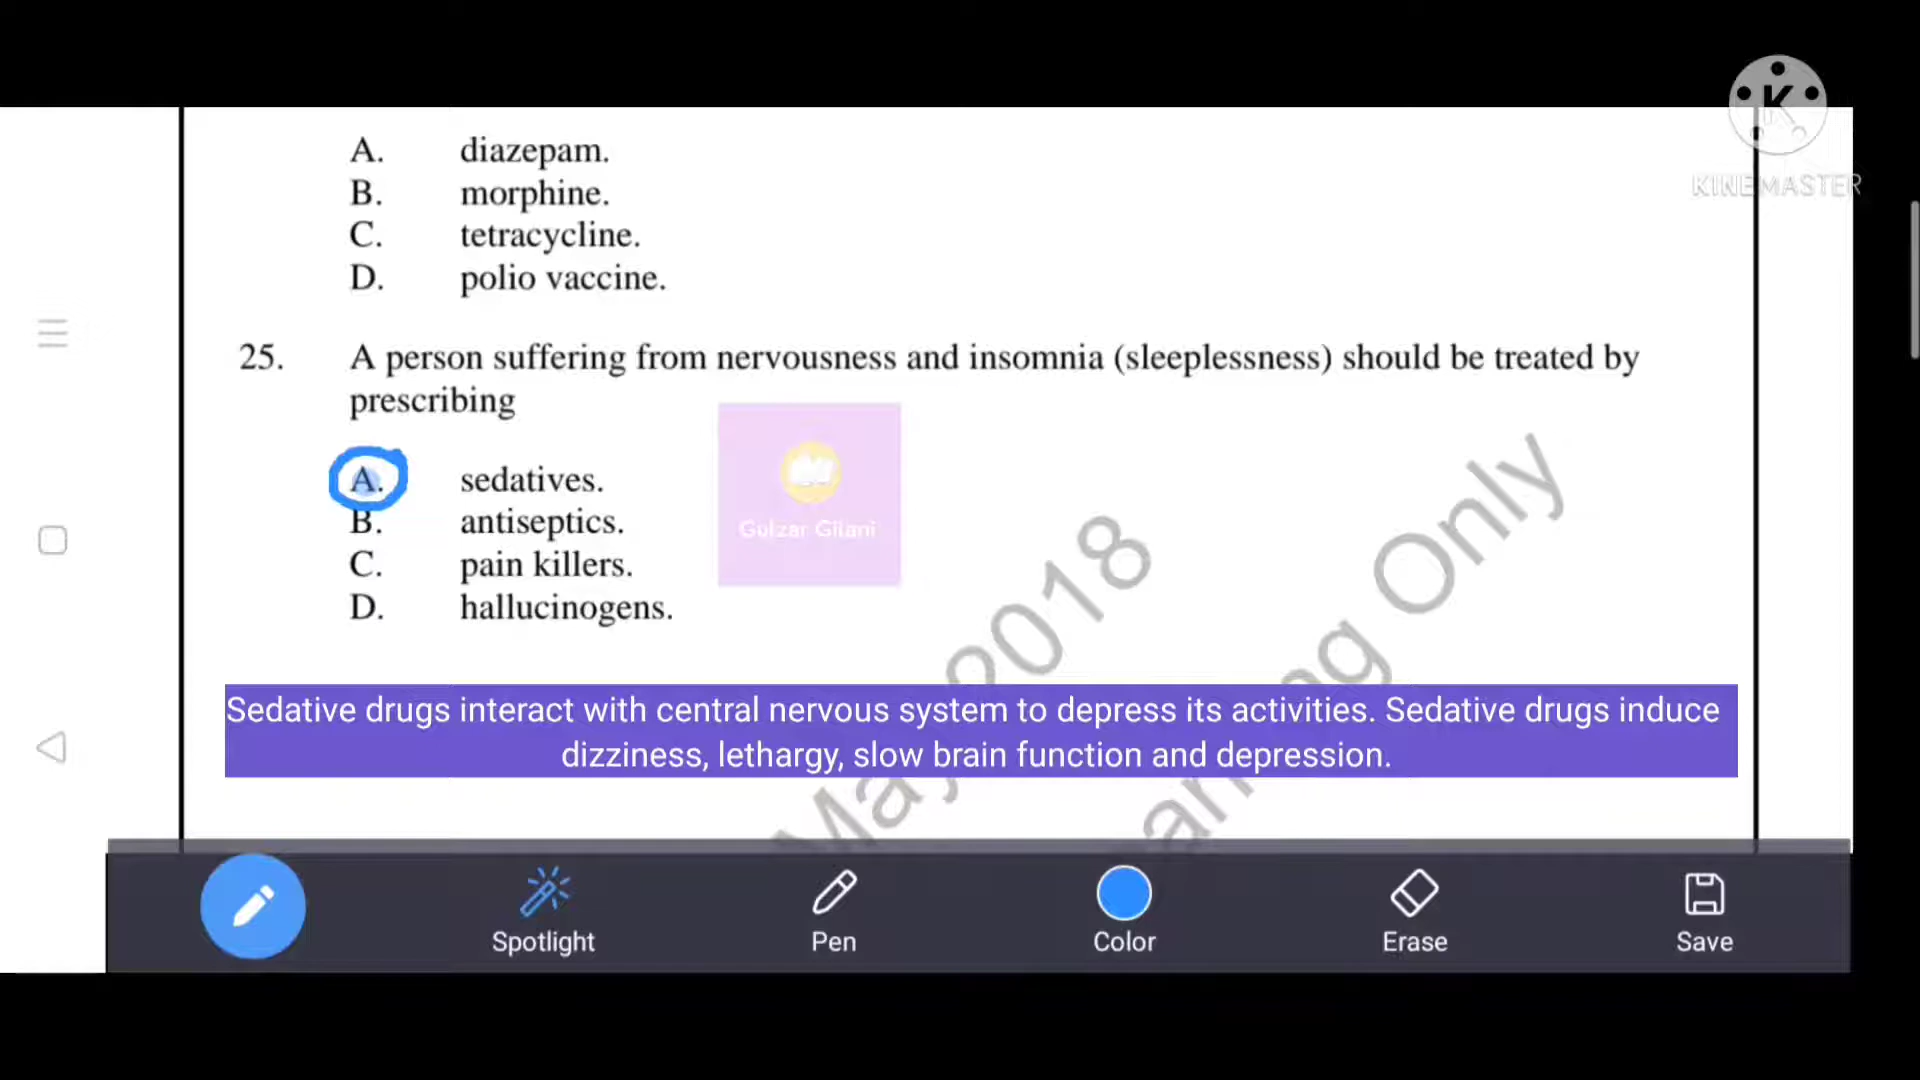 KINEMASTER
A. diazepam.
B. morphine.
C. tetracycline.
D. polio vaccine.
25. A person suffering from nervousness and insomnia (sleeplessness) should be treated by
prescribing
A. sedatives.
B. antiseptics.
C. pain killers.
D. hallucinogens.
Gulzar Gilani
May 2018
Only
Sedative drugs interact with central nervous system to depress its activities. Sedative drugs induce
dizziness, lethargy, slow brain function and depression.
Spotlight
Pen
Color
Erase
Save